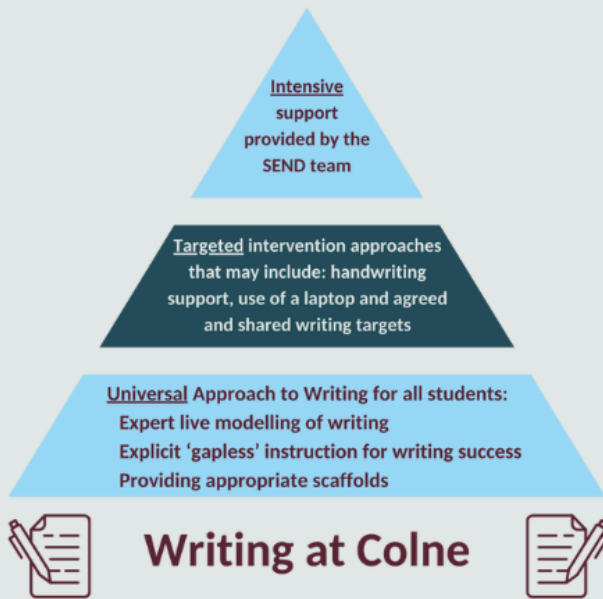 Intensive
support
provided by the
SEND team
Targeted intervention approaches
that may include: handwriting
support, use of a laptop and agreed
and shared writing targets
Universal Approach to Writing for all students:
Expert live modelling of writing
Explicit ‘gapless’ instruction for writing success
Providing appropriate scaffolds
Writing at Colne